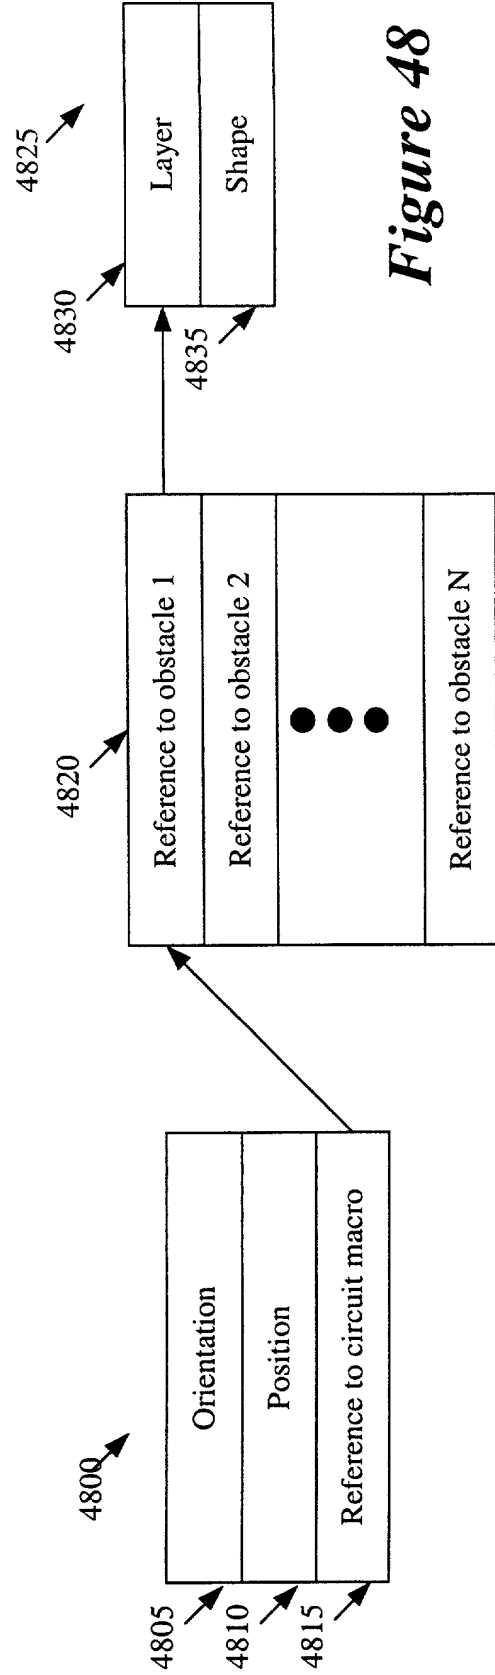 4800
4805
Orientation
4810
Position
4815
Reference to circuit macro
4820
Reference to obstacle 1
Reference to obstacle 2
Reference to obstacle N
4825
4830
Layer
4835
Shape
Figure 48